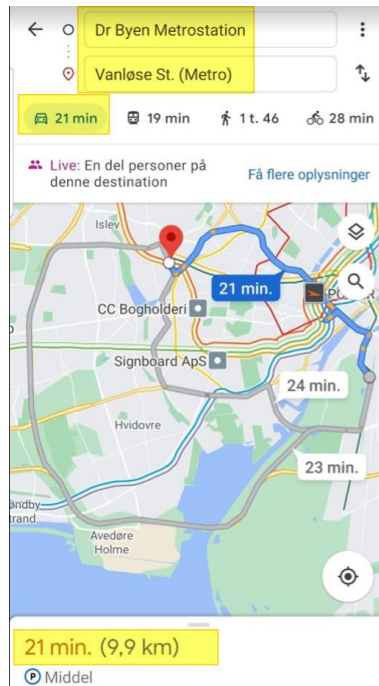 Dr Byen Metrostation
Vanløse St. (Metro)
21 min
19 min
1 t. 46
28 min
Live: En del personer på
denne destination
Få flere oplysninger
Islev
21 min.
CC Bogholderi
Signboard ApS
24 min.
Hvidovre
23 min.
Avedøre
Holme
21 min. (9,9 km)
P Middel